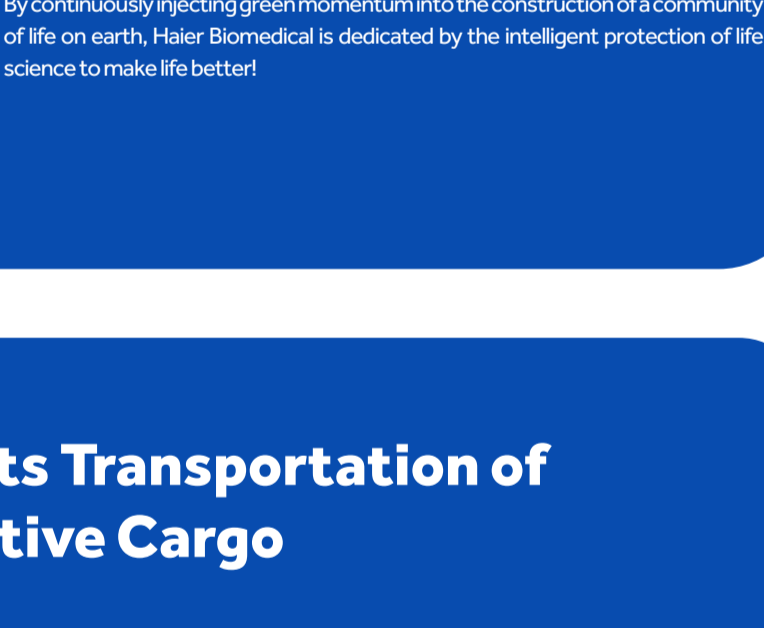 By continuously injecting green momentum into the construction of a community
of life on earth, Haier Biomedical is dedicated by the intelligent protection of life
science to make life better!
ts Transportation of
tive Cargo